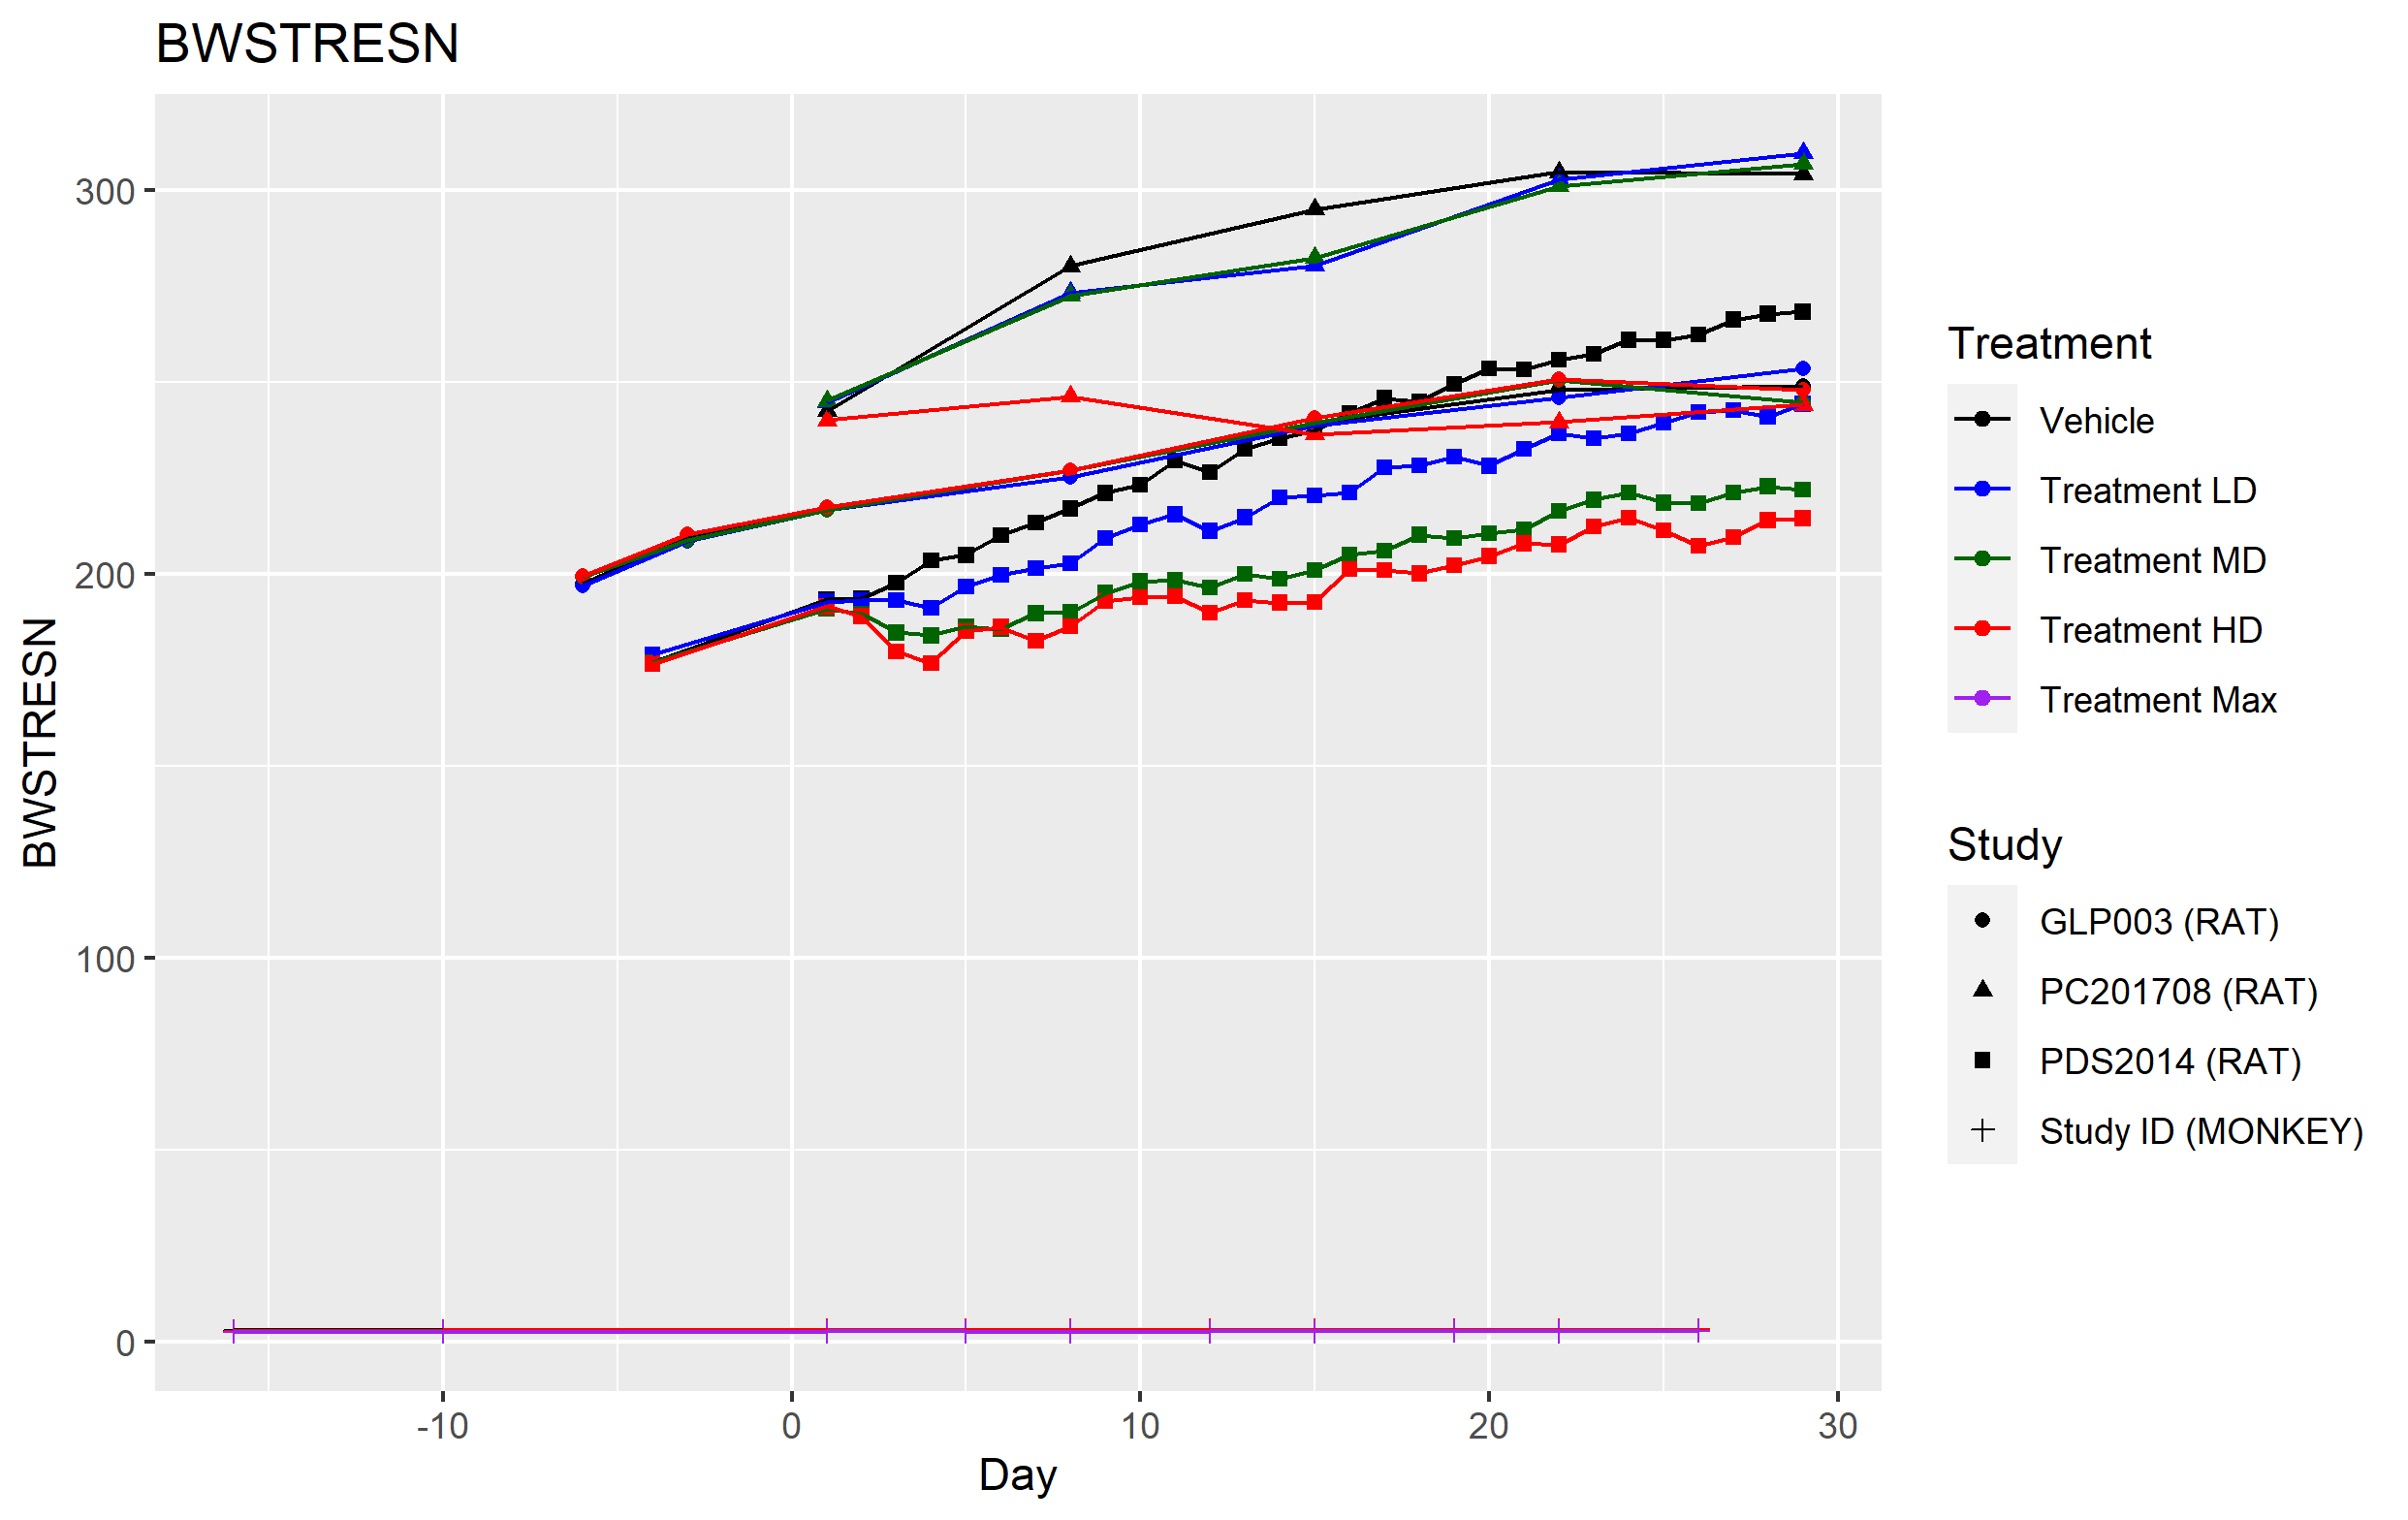 BWSTRESN
300
200
100
0
BWSTRESN
-10
0
10
20
30
Day
Treatment
Vehicle
Treatment LD
Treatment MD
Treatment HD
Treatment Max
Study
GLP003 (RAT)
PC201708 (RAT)
PDS2014 (RAT)
Study ID (MONKEY)